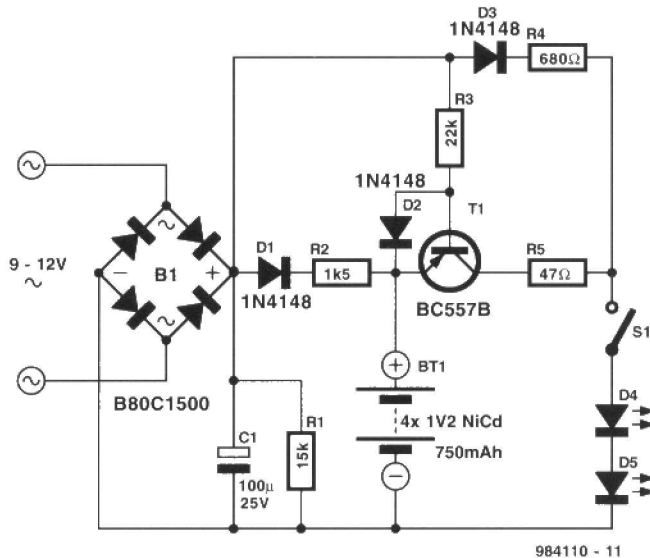 D3
1N4148
R4
680Ω
R3
22k
1N4148
D2
T1
9 - 12V
~
~
~
~
~
B1
−
+
D1
1N4148
R2
1k5
BC557B
R5
47Ω
S1
B80C1500
+
BT1
4x 1V2 NiCd
750mAh
−
C1
100µ
25V
R1
15k
D4
D5
984110 - 11